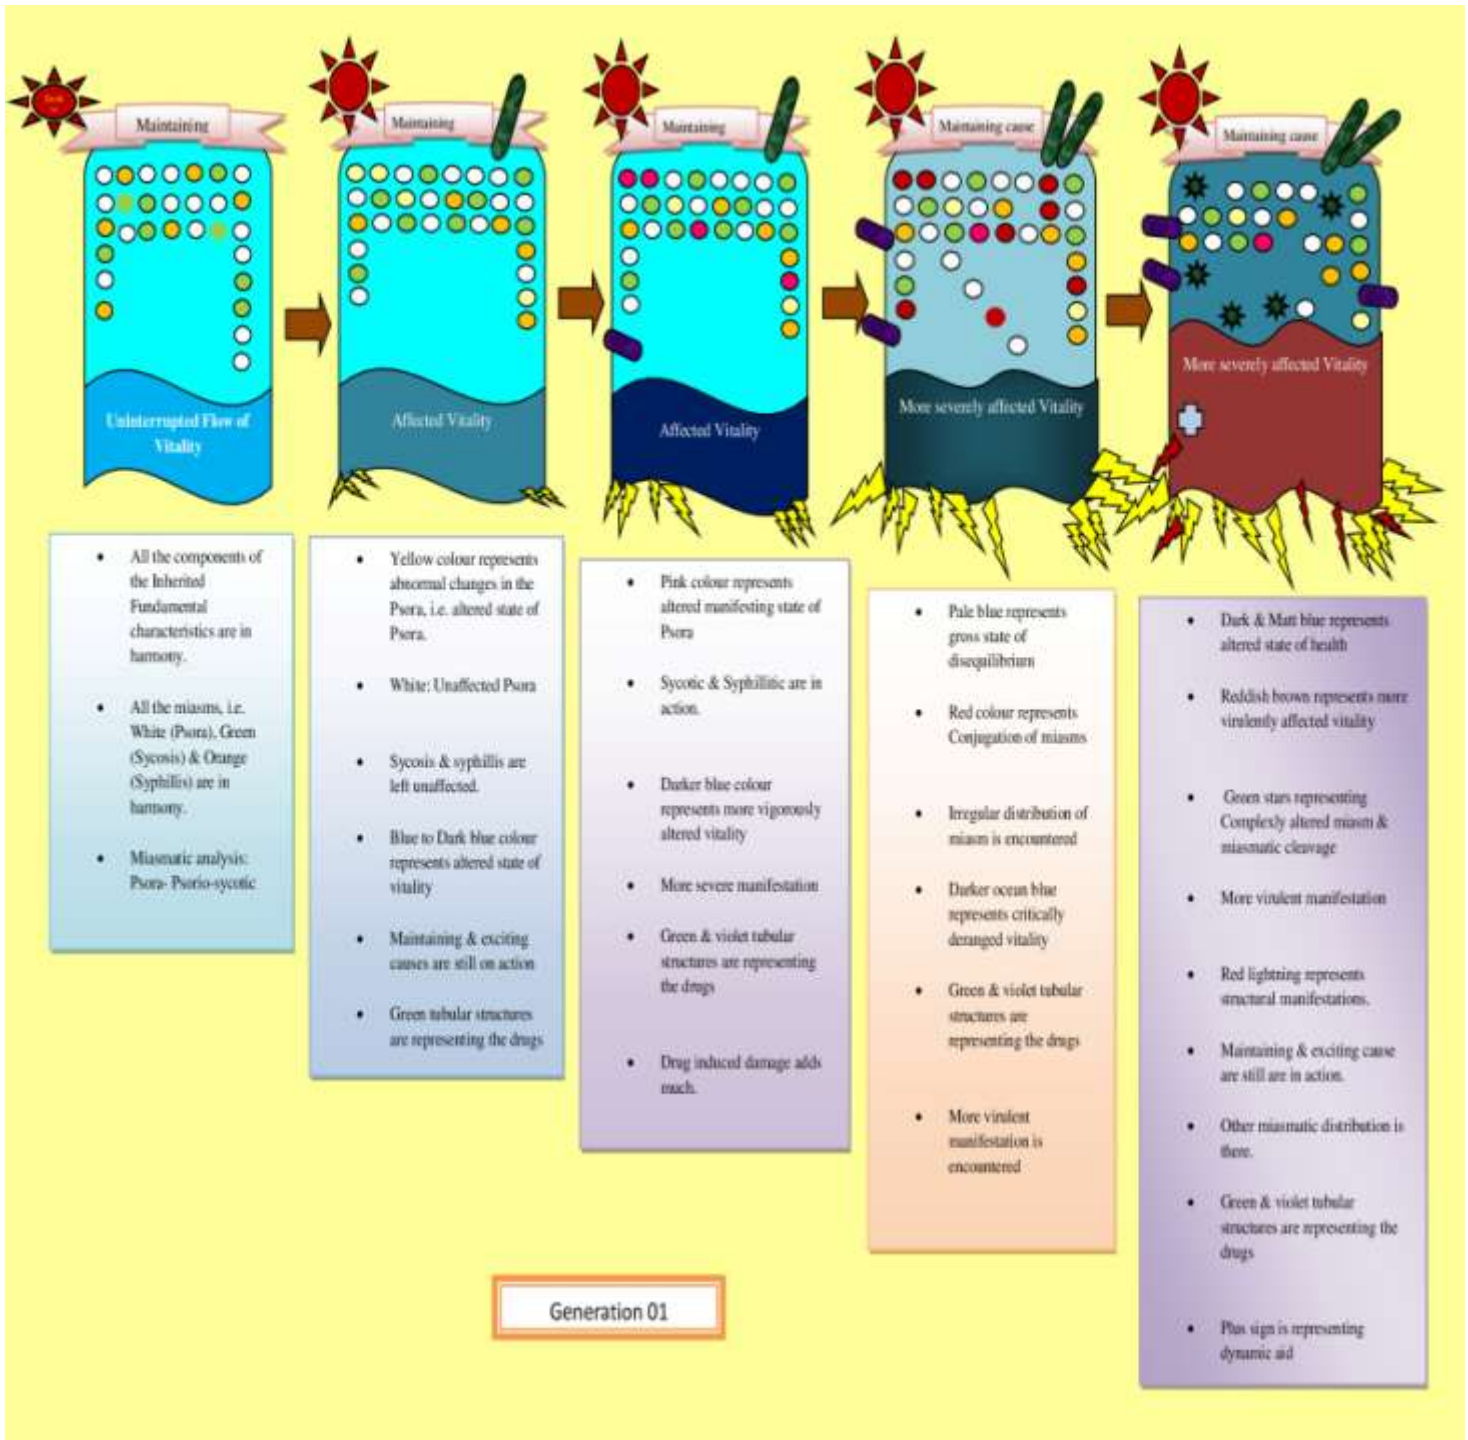 Maintaining
Maintaining
Maintaining
Maintaining cause
Maintaining cause
Uninterrupted Flow of
Vitality
Affected Vitality
Affected Vitality
More severely affected Vitality
More severely affected Vitality
• All the components of
the Inherited
Fundamental
characteristics are in
harmony.
• All the miasms, i.e.
White (Psora), Green
(Sycosis) & Orange
(Syphillis) are in
harmony.
• Miasmatic analysis:
Psora- Psorio-sycotic
• Yellow colour represents
abnormal changes in the
Psora, i.e. altered state of
Psora.
• White: Unaffected Psora
• Sycosis & syphillis are
left unaffected.
• Blue to Dark blue colour
represents altered state of
vitality
• Maintaining & exciting
causes are still on action
• Green tubular structures
are representing the drugs
• Pink colour represents
altered manifesting state of
Psora
• Sycotic & Syphillitic are in
action.
• Darker blue colour
represents more vigorously
altered vitality
• More severe manifestation
• Green & violet tubular
structures are representing
the drugs
• Drug induced damage adds
much.
• Pale blue represents
gross state of
disequilibrium
• Red colour represents
Conjugation of miasms
• Irregular distribution of
miasm is encountered
• Darker ocean blue
represents critically
deranged vitality
• Green & violet tubular
structures are
representing the drugs
• More virulent
manifestation is
encountered
• Dark & Matt blue represents
altered state of health
• Reddish brown represents more
virulently affected vitality
• Green stars representing
Complexly altered miasm &
miasmatic cleavage
• More virulent manifestation
• Red lightning represents
structural manifestations.
• Maintaining & exciting cause
are still are in action.
• Other miasmatic distribution is
there.
• Green & violet tubular
structures are representing the
drugs
• Plus sign is representing
dynamic aid
Generation 01